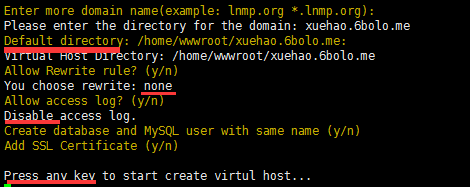 Enter more domain name(example: lnmp.org *.lnmp.org):
Please enter the directory for the domain: xuehao.6bolo.me
Default directory: /home/wwwroot/xuehao.6bolo.me:
Virtual Host Directory: /home/wwwroot/xuehao.6bolo.me
Allow Rewrite rule? (y/n)
You choose rewrite: none
Allow access log? (y/n)
Disable access log.
Create database and MySQL user with same name (y/n)
Add SSL Certificate (y/n)
Press any key to start create virtul host...